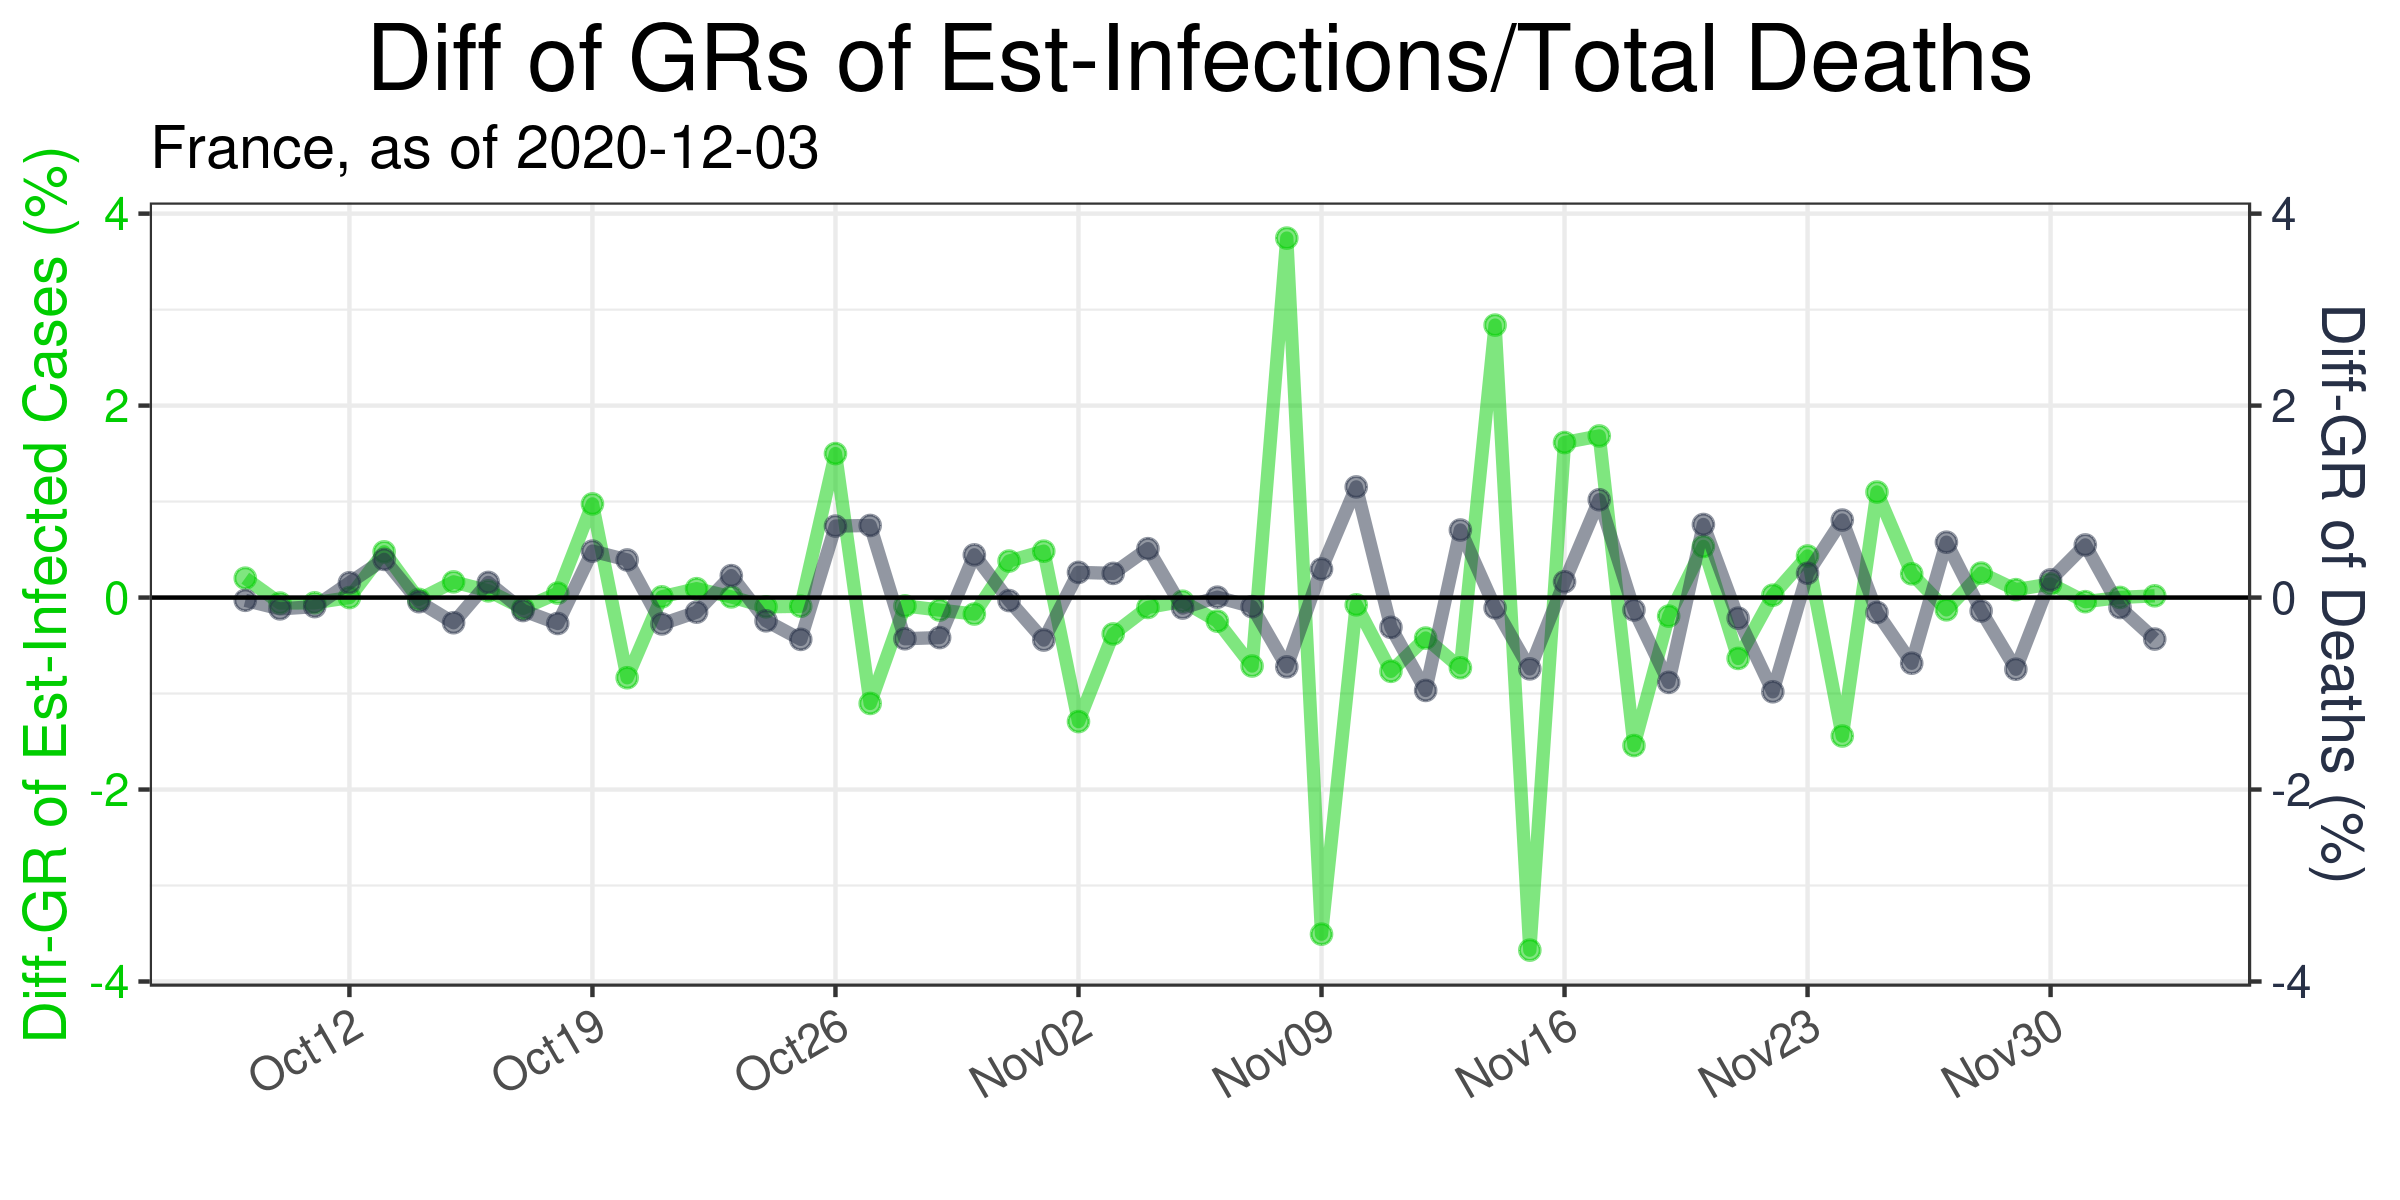 Diff of GRs of Est-Infections/Total Deaths
France, as of 2020-12-03
Diff-GR of Est-Infected Cases (%)
4
2
0
-2
-4
4
2
0
-2
-4
Diff-GR of Deaths (%)
Oct12
Oct19
Oct26
Nov02
Nov09
Nov16
Nov23
Nov30